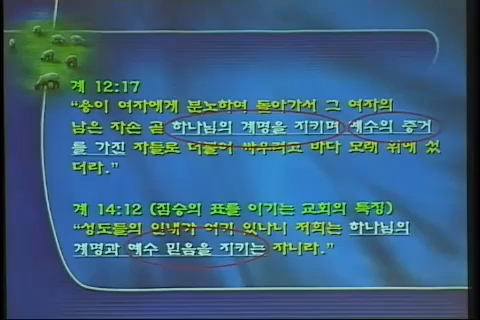 계 12:17
“용이 여자에게 분노하여 돌아가서 그 여자의
남은 자손 곧 하나님의 계명을 지키며 예수의 증거
를 가진 자들로 더불어 싸우려고 바다 모래 위에 섰
더라.”
계 14:12 (짐승의 표를 이기는 교회의 특징)
“성도들의 인내가 여기 있나니 저희는 하나님의
계명과 예수 믿음을 지키는 자니라.”